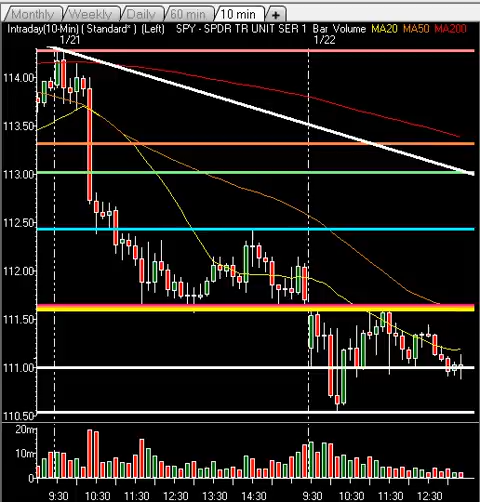 Monthly Weekly Daily 60 min 10 min +
Intraday(10-Min) ( Standard* ) (Left) SPY - SPDR TR UNIT SER 1 Bar Volume MA20 MA50 MA200
1/21 1/22
114.00
113.50
113.00
112.50
112.00
111.50
111.00
110.50
20m
10m
0
9:30 10:30 11:30 12:30 13:30 14:30 9:30 10:30 11:30 12:30